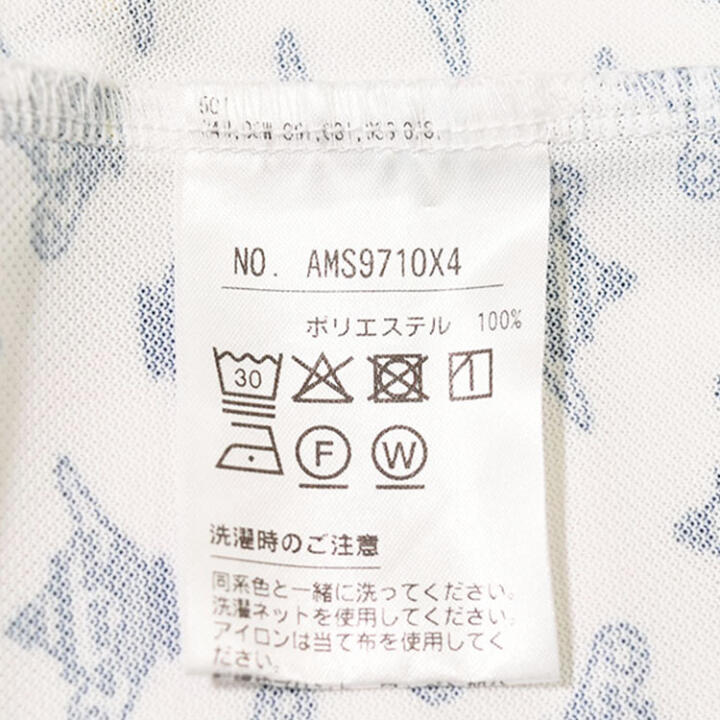 NO. AMS9710X4
ポリエステル 100%
30
F W
洗濯時のご注意
同系色と一緒に洗ってください。
洗濯ネットを使用してください。
アイロンは当て布を使用してく
ださい。